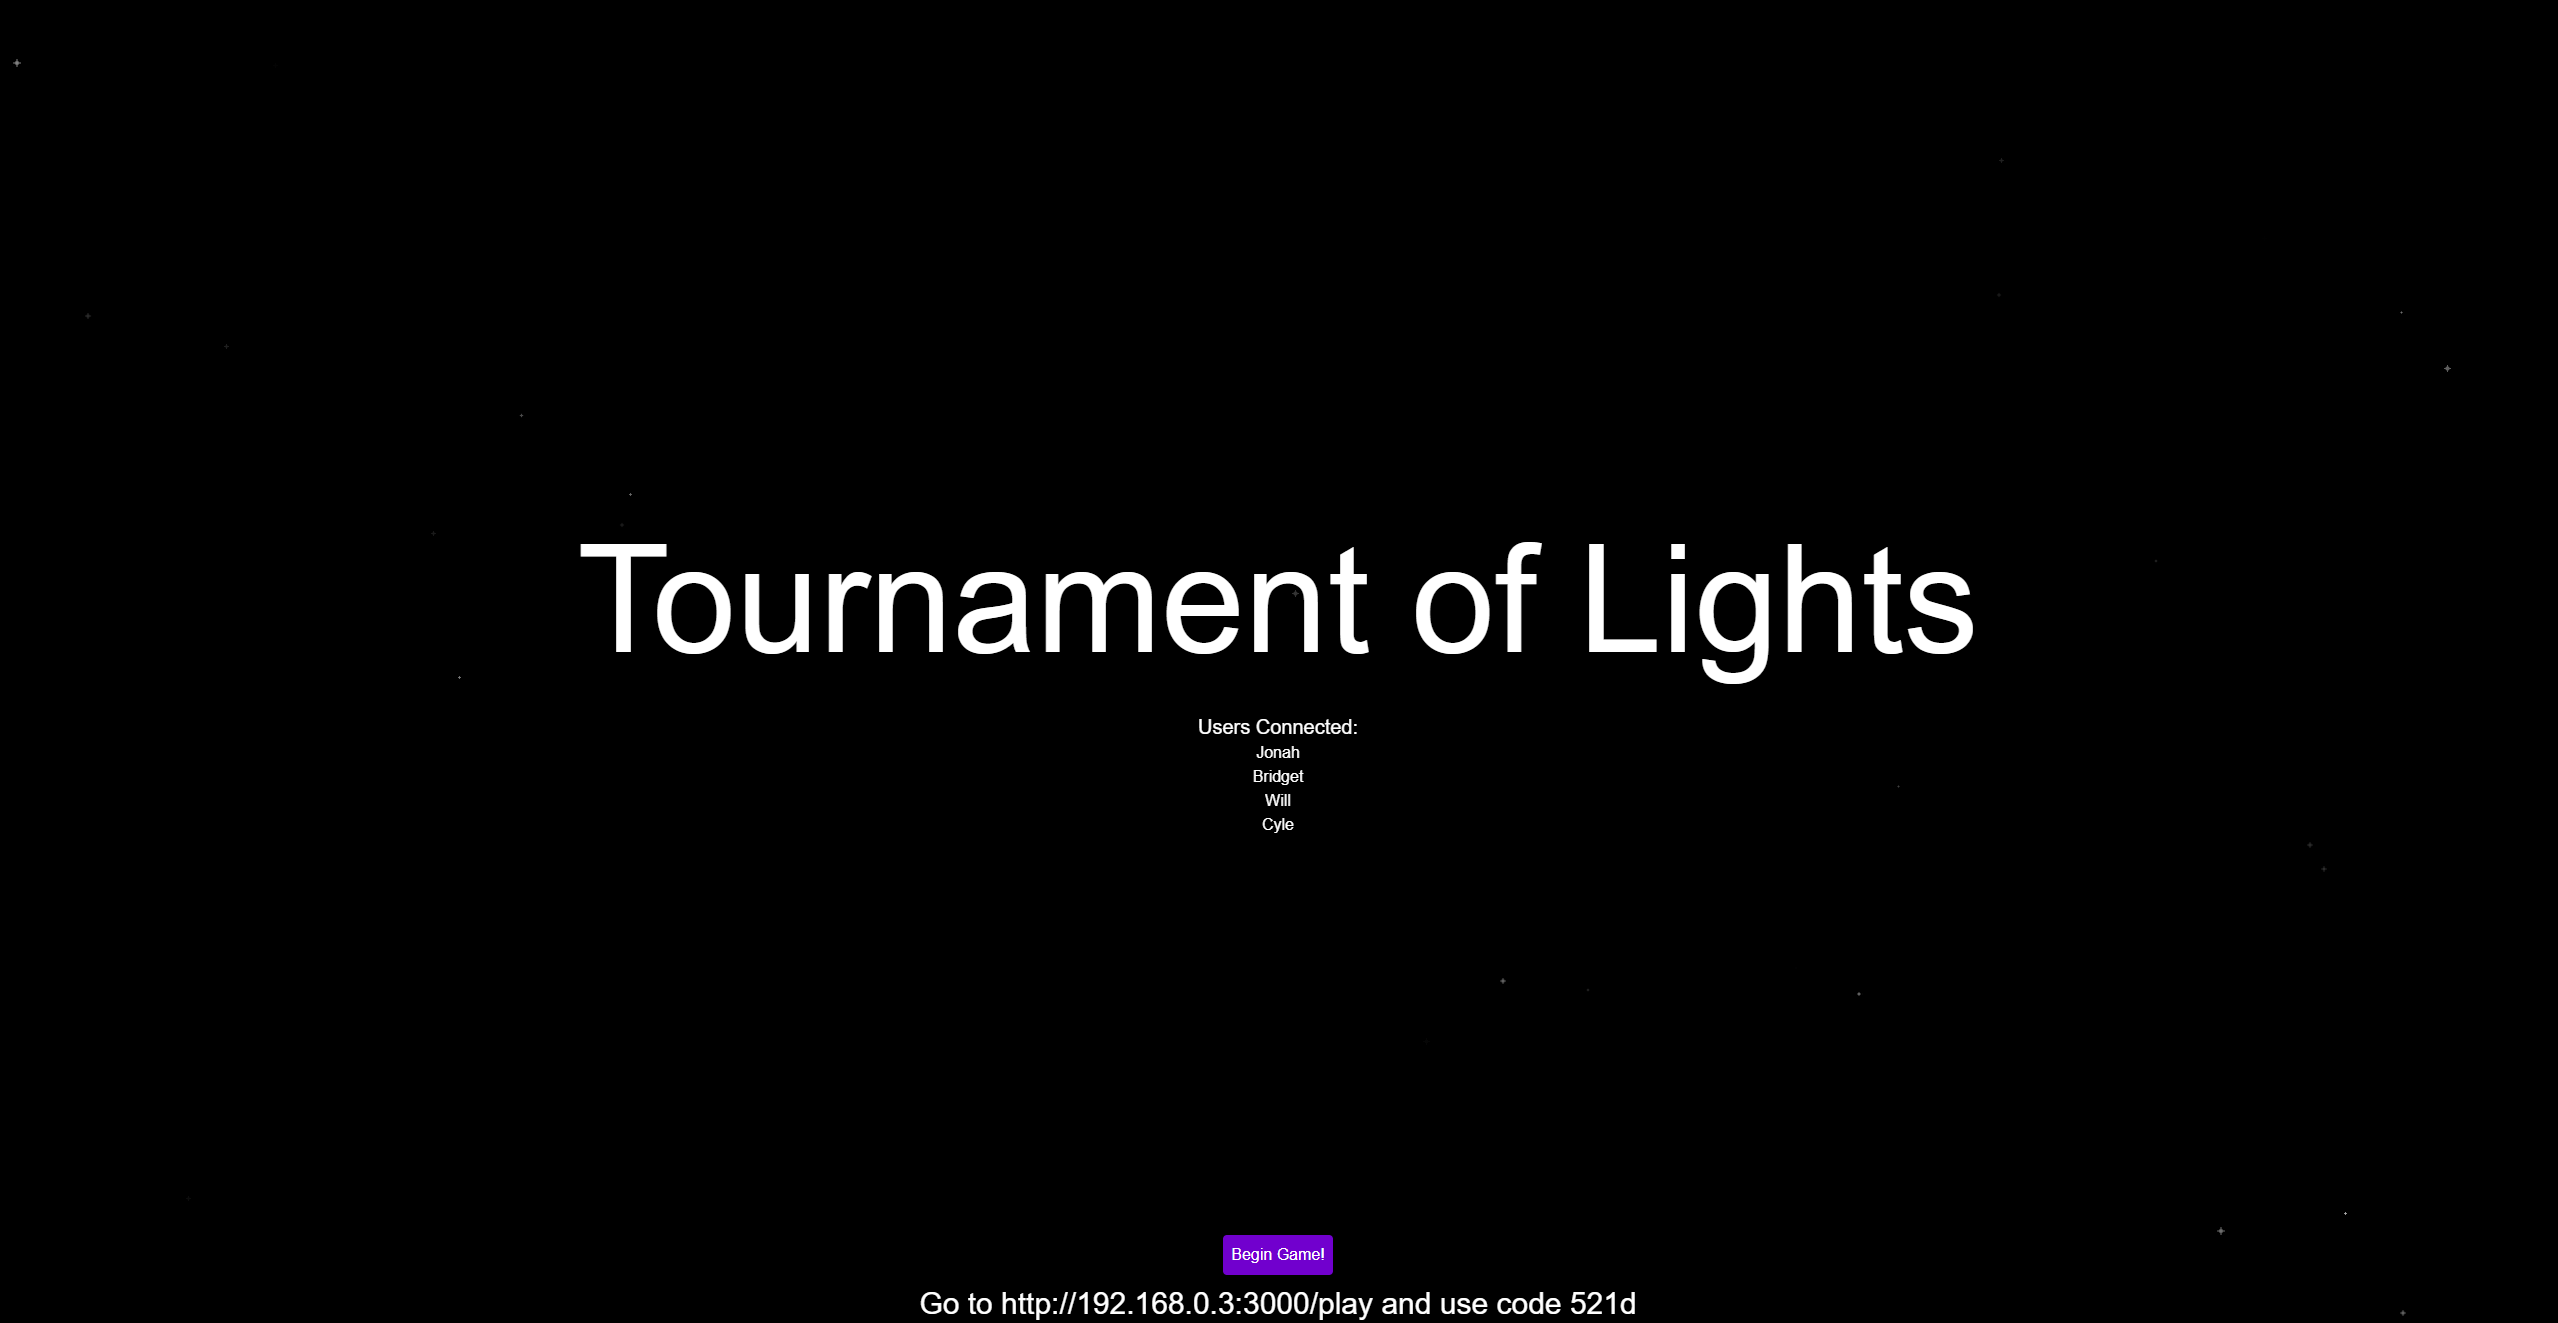 Tournament of Lights
Users Connected:
Jonah
Bridget
Will
Cyle
Begin Game!
Go to http://192.168.0.3:3000/play and use code 521d